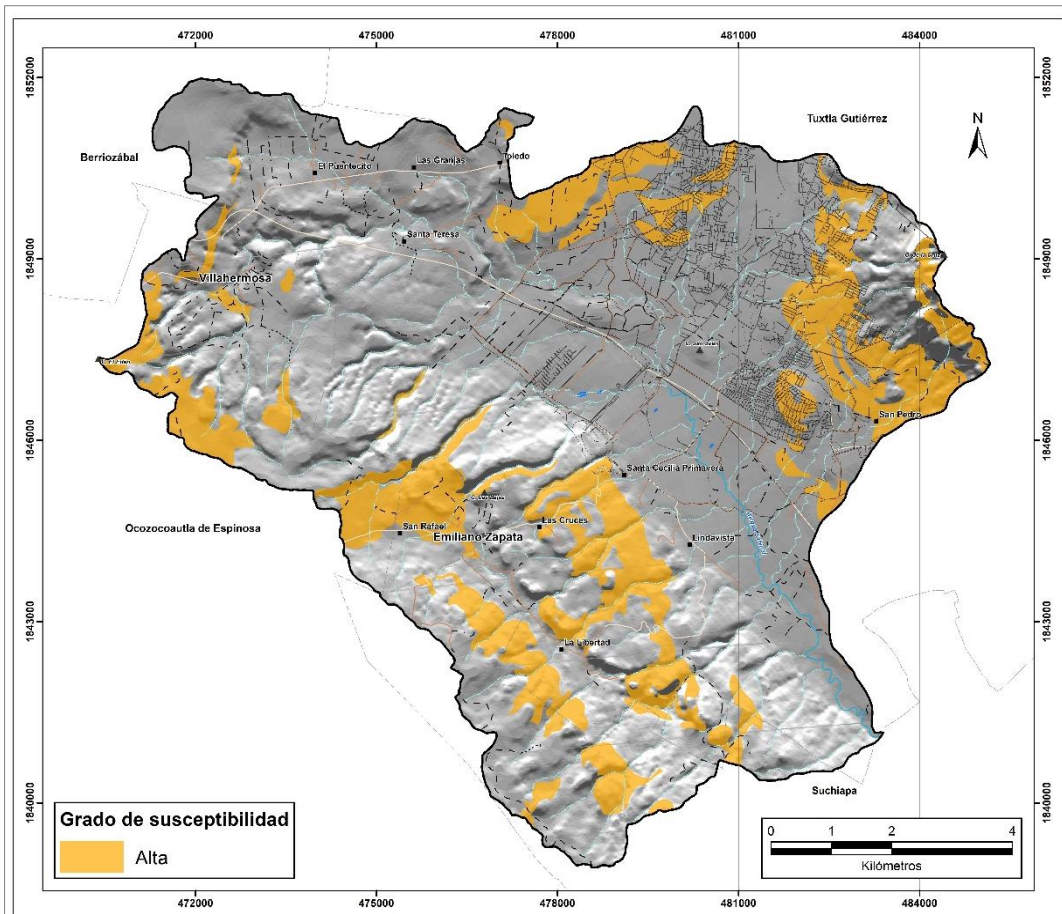 472000
475000
478000
481000
484000
1852000
1852000
Tuxtla Gutiérrez
N
Berriozábal
Toledo
Las Granjas
El Puentecito
Santa Teresa
1849000
1849000
Villahermosa
San Pedro
1846000
1846000
Santa Cecilia Primavera
Las Cruces
San Rafael
Ocozocoautla de Espinosa
Emiliano Zapata
Lindavista
1843000
1843000
La Libertad
Suchiapa
1840000
1840000
Grado de susceptibilidad
Alta
0 1 2 4
Kilómetros
472000
475000
478000
481000
484000